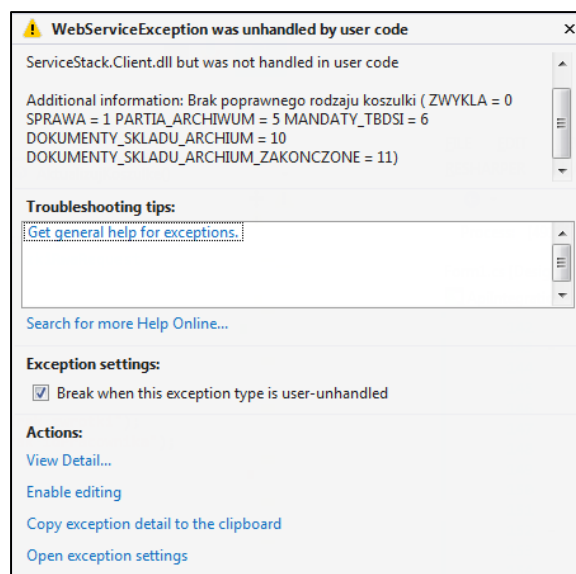 WebServiceException was unhandled by user code
ServiceStack.Client.dll but was not handled in user code
Additional information: Brak poprawnego rodzaju koszulki ( ZWYKLA = 0
SPRAWA = 1 PARTIA_ARCHIWUM = 5 MANDATY_TBDSI = 6
DOKUMENTY_SKLADU_ARCHIUM = 10
DOKUMENTY_SKLADU_ARCHIUM_ZAKONCZONE = 11)
Troubleshooting tips:
Get general help for exceptions.
Search for more Help Online...
Exception settings:
Break when this exception type is user-unhandled
Actions:
View Detail...
Enable editing
Copy exception detail to the clipboard
Open exception settings